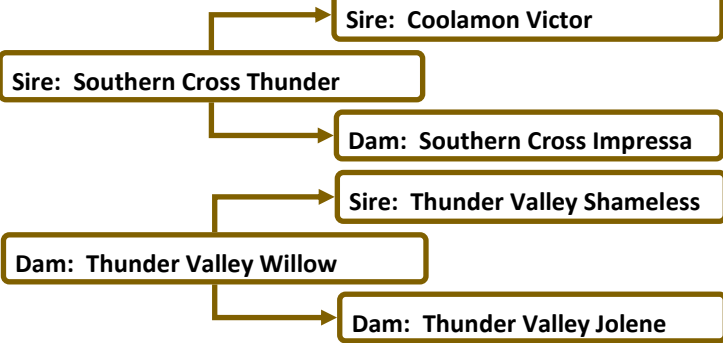 Sire:  Coolamon Victor
Sire:  Southern Cross Thunder
Dam:  Southern Cross Impressa
Sire:  Thunder Valley Shameless
Dam:  Thunder Valley Willow
Dam:  Thunder Valley Jolene